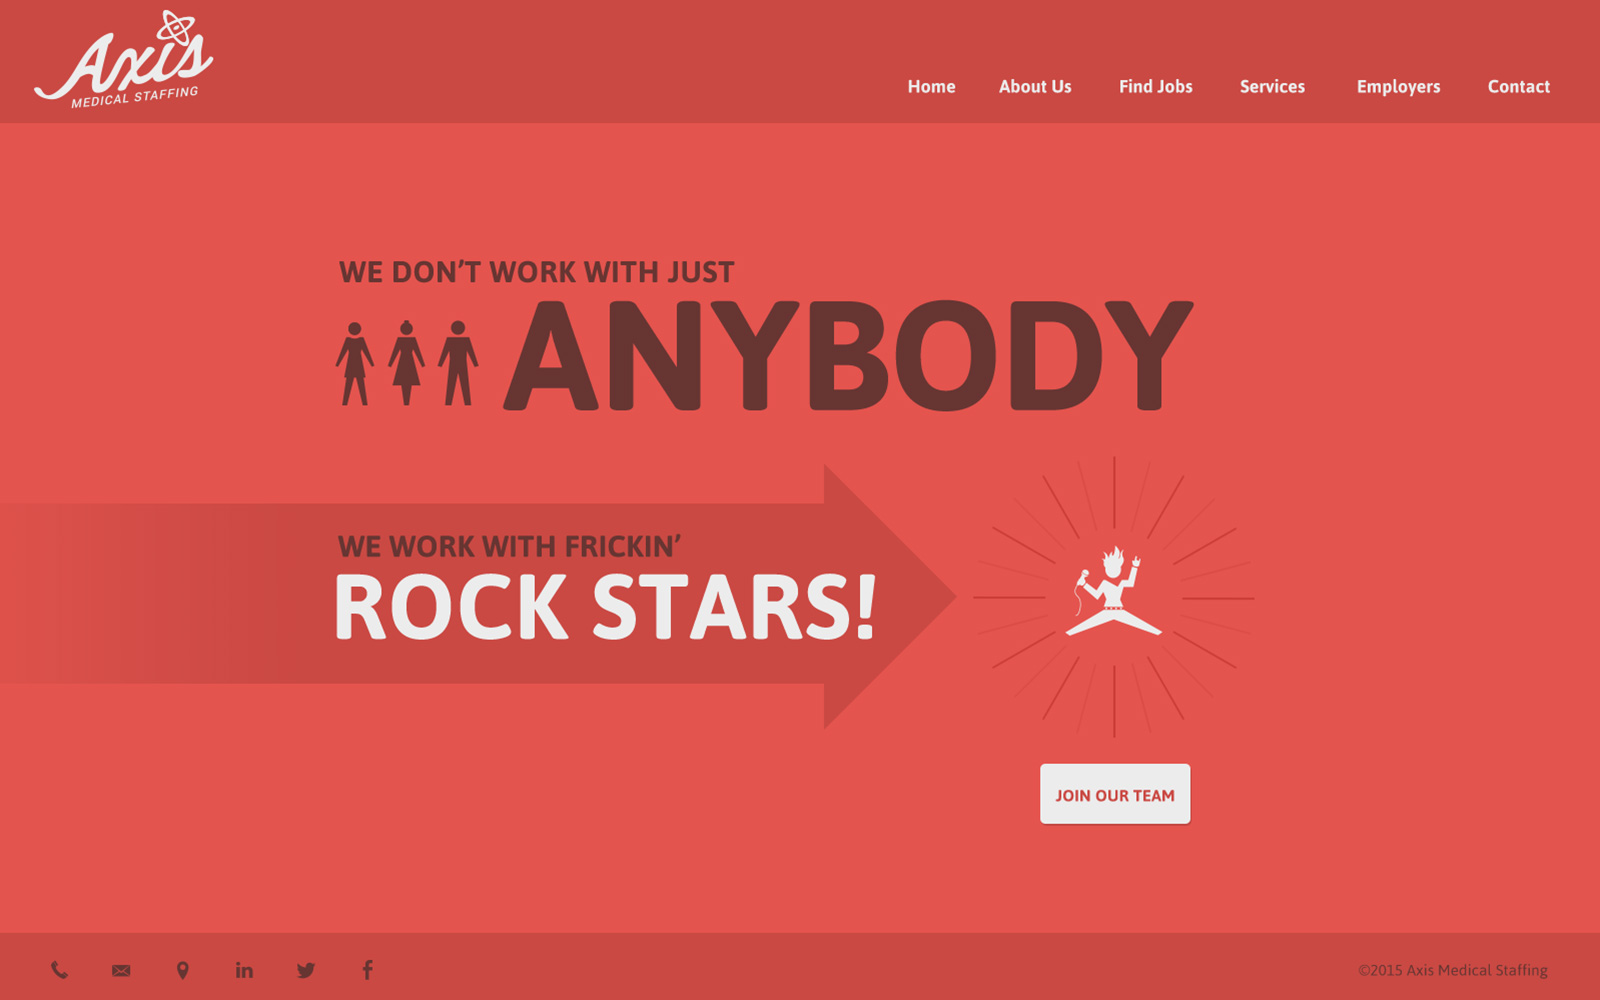 Axis
MEDICAL STAFFING
Home About Us Find Jobs Services Employers Contact
WE DON’T WORK WITH JUST
ANYBODY
WE WORK WITH FRICKIN’
ROCK STARS!
JOIN OUR TEAM
©2015 Axis Medical Staffing